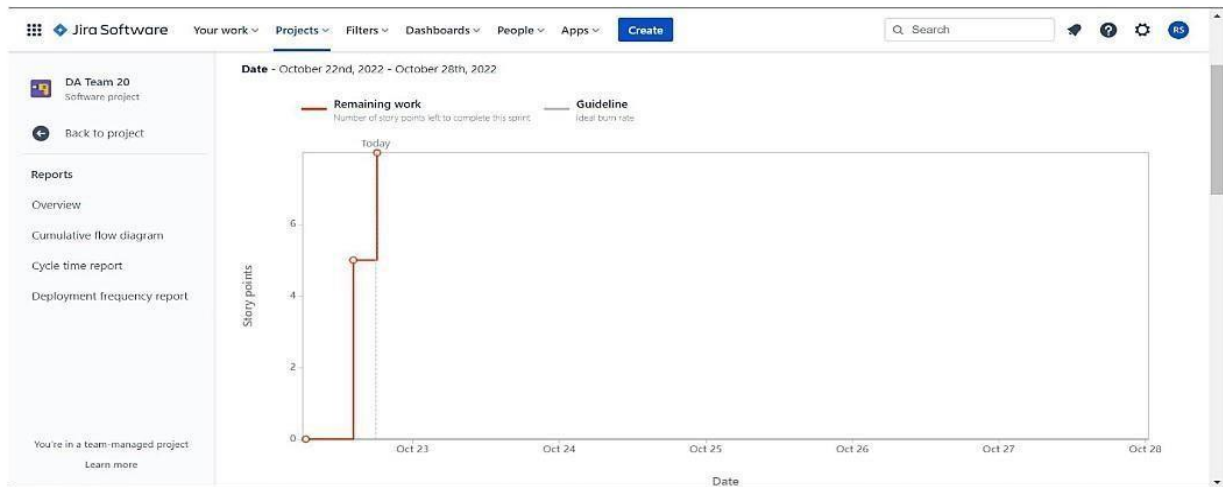 Jira Software Your work Projects Filters Dashboards People Apps Create Search RS
DA Team 20
Software project
Back to project
Reports
Overview
Cumulative flow diagram
Cycle time report
Deployment frequency report
You're in a team-managed project
Learn more
Date - October 22nd, 2022 - October 28th, 2022
Remaining work
Number of story points left to complete this sprint
Guideline
Ideal burn rate
Today
Story points
6
4
2
0
Oct 23 Oct 24 Oct 25 Oct 26 Oct 27 Oct 28
Date